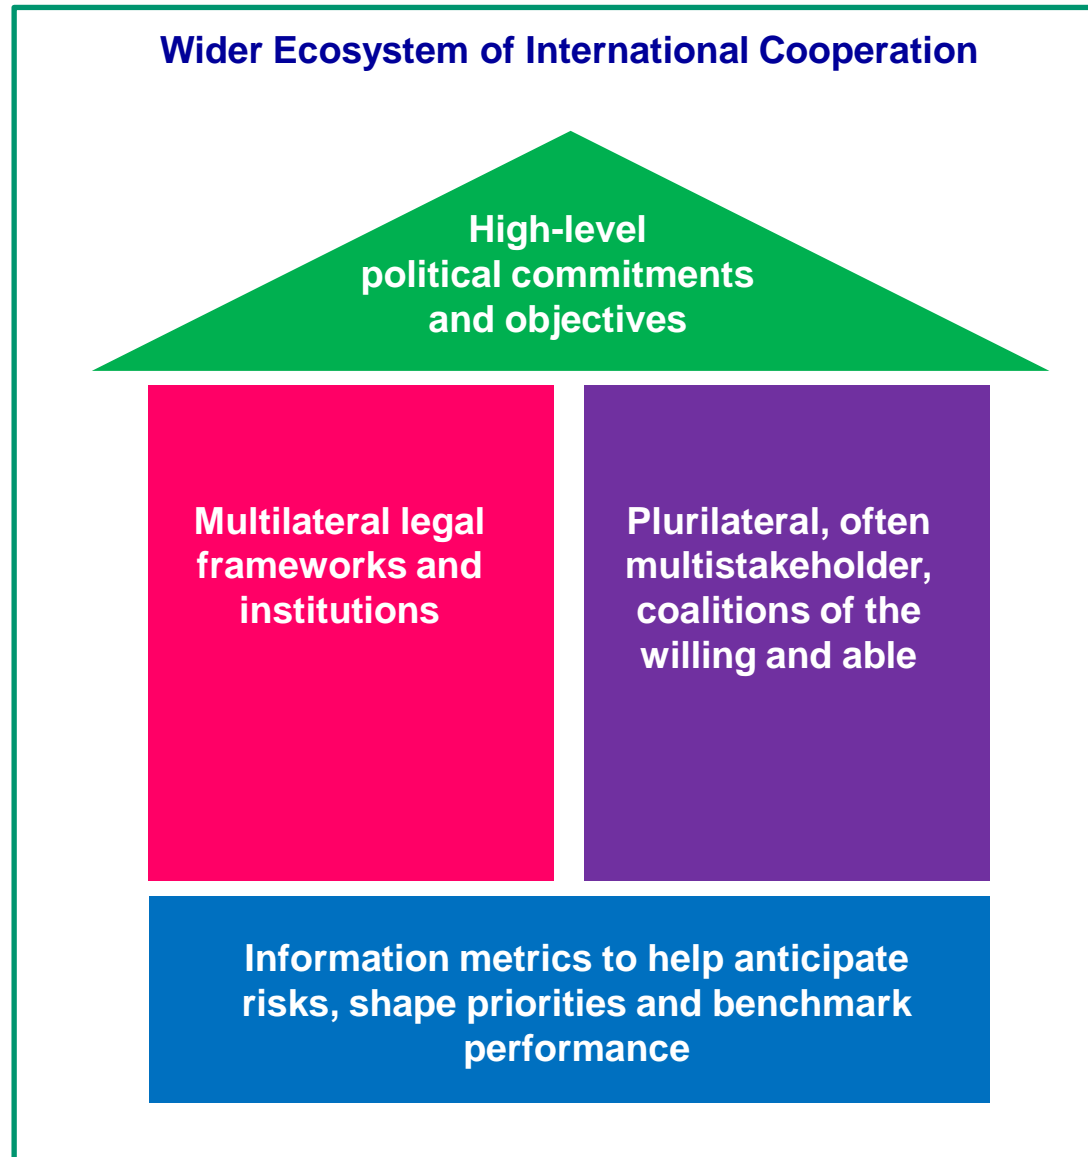 Wider Ecosystem of International Cooperation
High-level
political commitments
and objectives
Multilateral legal
frameworks and
institutions
Plurilateral, often
multistakeholder,
coalitions of the
willing and able
Information metrics to help anticipate
risks, shape priorities and benchmark
performance